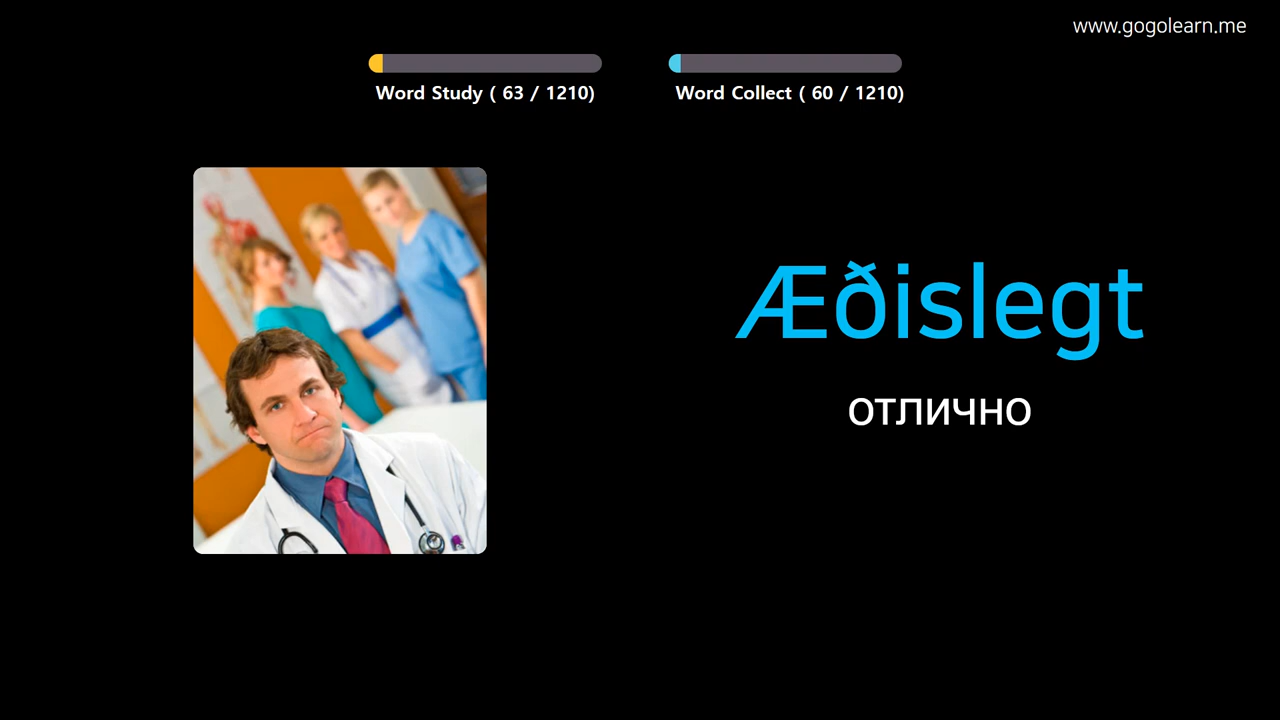 www.gogolearn.me
Word Study ( 63 / 1210)
Word Collect ( 60 / 1210)
Æðislegt
отлично